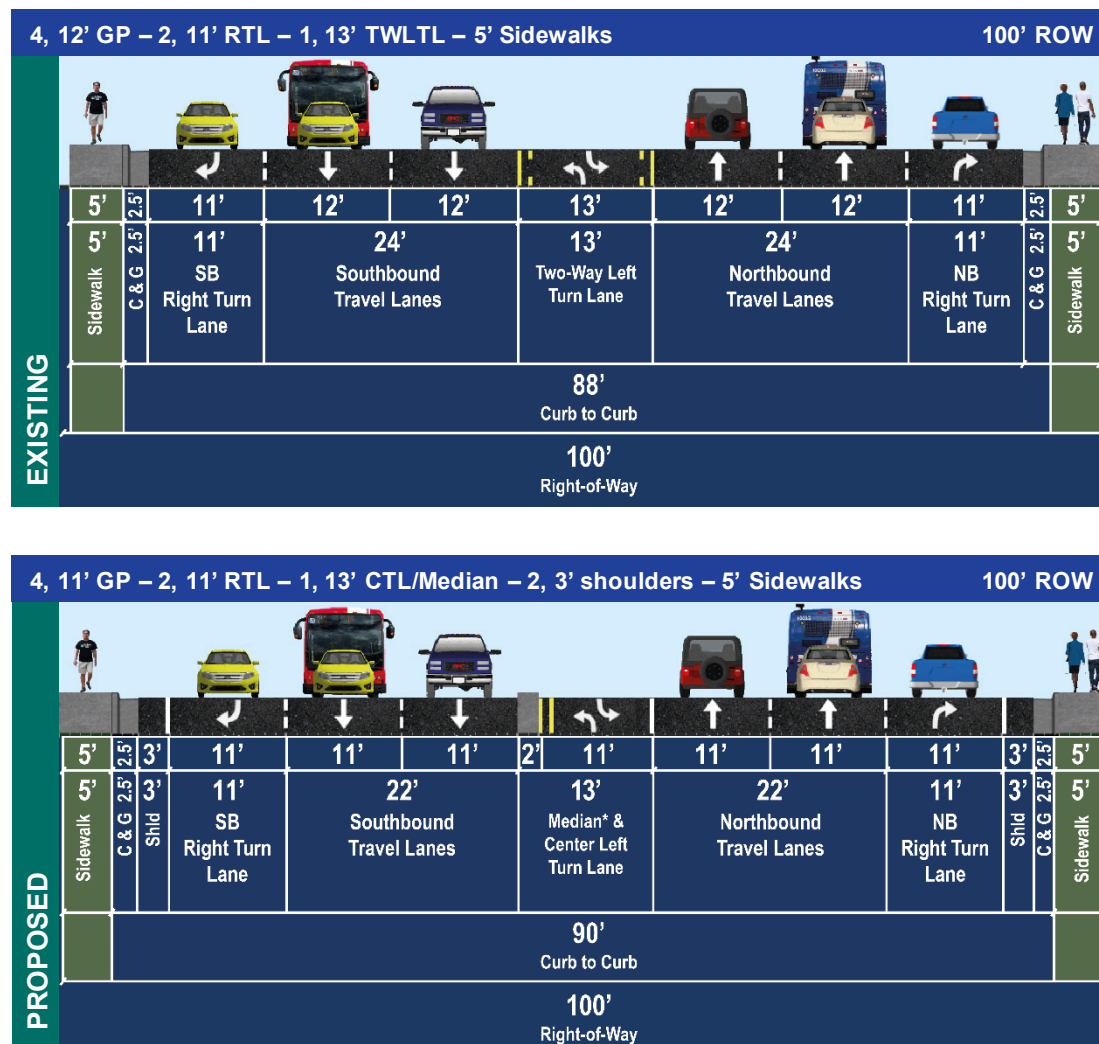 4, 12’ GP – 2, 11’ RTL – 1, 13’ TWLTL – 5’ Sidewalks 100’ ROW
5’ 2.5’ 11’ 12’ 12’ 13’ 12’ 12’ 11’ 2.5’ 5’
5’ Sidewalk
C & G 2.5’
11’
SB
Right Turn
Lane
24’
Southbound
Travel Lanes
13’
Two-Way Left
Turn Lane
24’
Northbound
Travel Lanes
11’
NB
Right Turn
Lane
C & G 2.5’
5’ Sidewalk
88’
Curb to Curb
100’
Right-of-Way
EXISTING
4, 11’ GP – 2, 11’ RTL – 1, 13’ CTL/Median – 2, 3’ shoulders – 5’ Sidewalks 100’ ROW
5’ 2.5’ 3’ 11’ 11’ 11’ 2’ 11’ 11’ 11’ 11’ 3’ 2.5’ 5’
5’ Sidewalk
C & G 2.5’
3’ Shld
11’
SB
Right Turn
Lane
22’
Southbound
Travel Lanes
13’
Median* &
Center Left
Turn Lane
22’
Northbound
Travel Lanes
11’
NB
Right Turn
Lane
3’ Shld
C & G 2.5’
5’ Sidewalk
90’
Curb to Curb
100’
Right-of-Way
PROPOSED